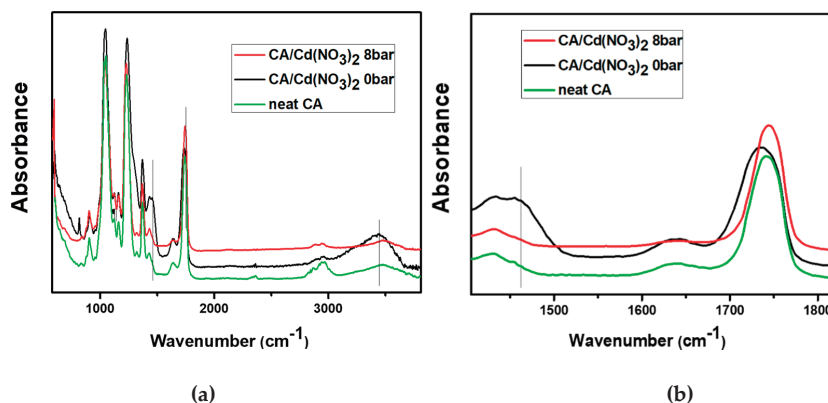 Absorbance
CA/Cd(NO₃)₂ 8bar
CA/Cd(NO₃)₂ 0bar
neat CA
1000 2000 3000
Wavenumber (cm⁻¹)
(a)
Absorbance
CA/Cd(NO₃)₂ 8bar
CA/Cd(NO₃)₂ 0bar
neat CA
1500 1600 1700 1800
Wavenumber (cm⁻¹)
(b)